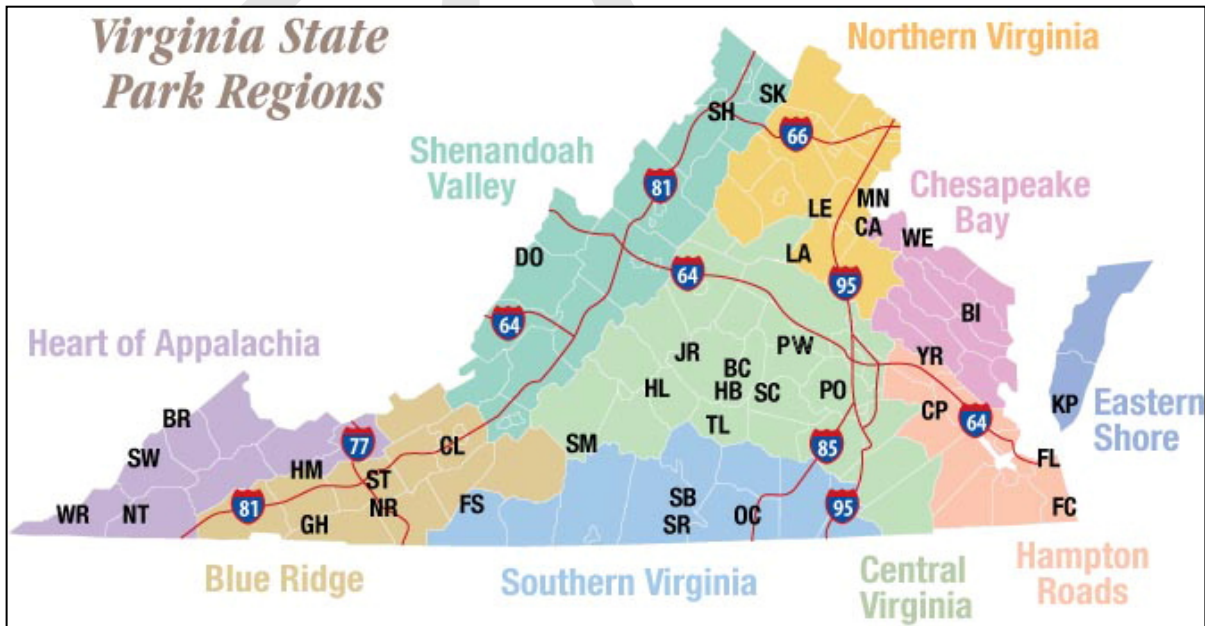 Virginia State
Park Regions
Northern Virginia
SK
SH
66
Shenandoah
Valley
81
Chesapeake
Bay
LE
MN
CA
WE
DO
LA
64
95
64
BI
Heart of Appalachia
JR
PW
YR
BC
HL
HB
SC
PO
KP
Eastern
Shore
BR
CP
64
TL
77
CL
SM
85
SW
HM
ST
FL
WR
NT
81
GH
NR
FS
SB
SR
OC
95
FC
Blue Ridge
Southern Virginia
Central
Virginia
Hampton
Roads